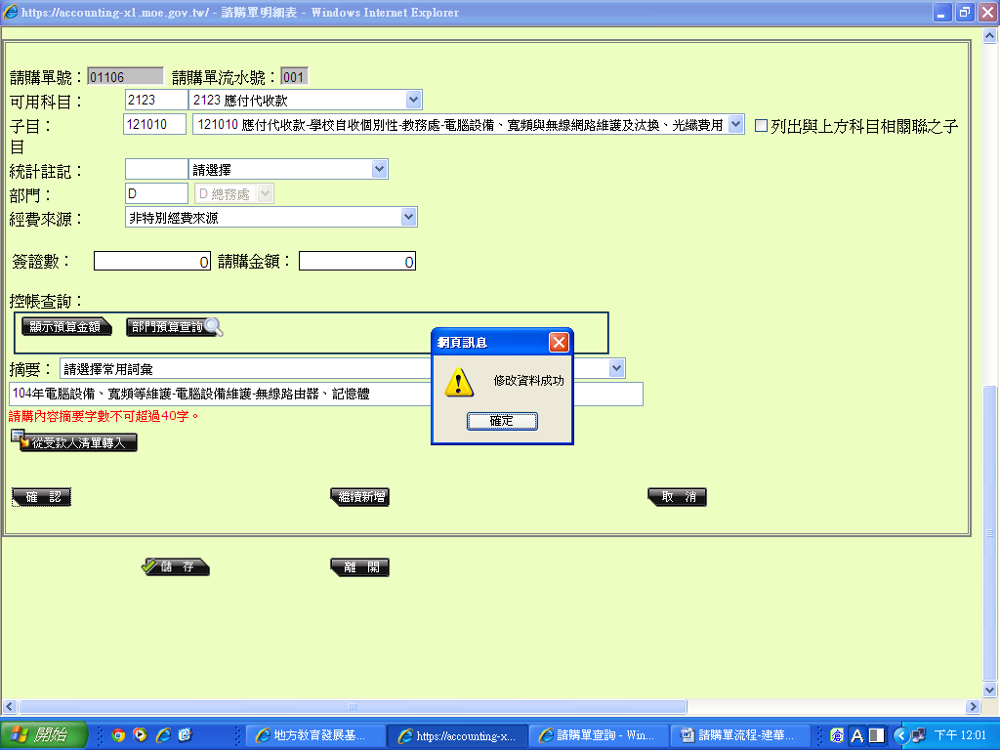 https://accounting-x1.moe.gov.tw/ - 請購單明細表 - Windows Internet Explorer
請購單號： 01106 請購單流水號： 001
可用科目： 2123 2123 應付代收款
子目： 121010 121010 應付代收款-學校自收個別性-教務處-電腦設備、寬頻與無線網路維護及汰換、光纖費用 列出與上方科目相關聯之子
目
統計註記： 請選擇
部門： D D 總務處
經費來源： 非特別經費來源
簽證數： 0 請購金額： 0
控帳查詢：
顯示預算金額 部門預算查詢
網頁訊息
修改資料成功
確定
摘要： 請選擇常用詞彙
104年電腦設備、寬頻等維護-電腦設備維護-無線路由器、記憶體
請購內容摘要字數不可超過40字。
從受款人清單轉入
確 認 繼續新增 取 消
儲 存 離 開
開始 地方教育發展基... https://accounting-x... 請購單查詢 - Win... 請購單流程-建華... A 下午 12:01